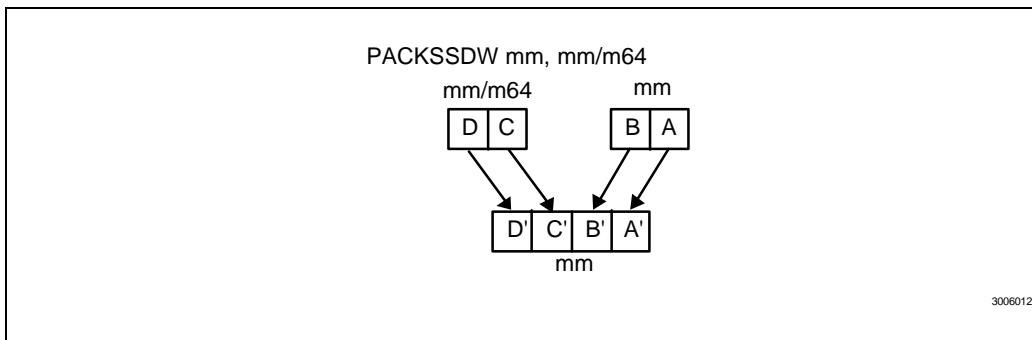 PACKSSDW mm, mm/m64
mm/m64 mm
D C B A
D' C' B' A'
mm
3006012